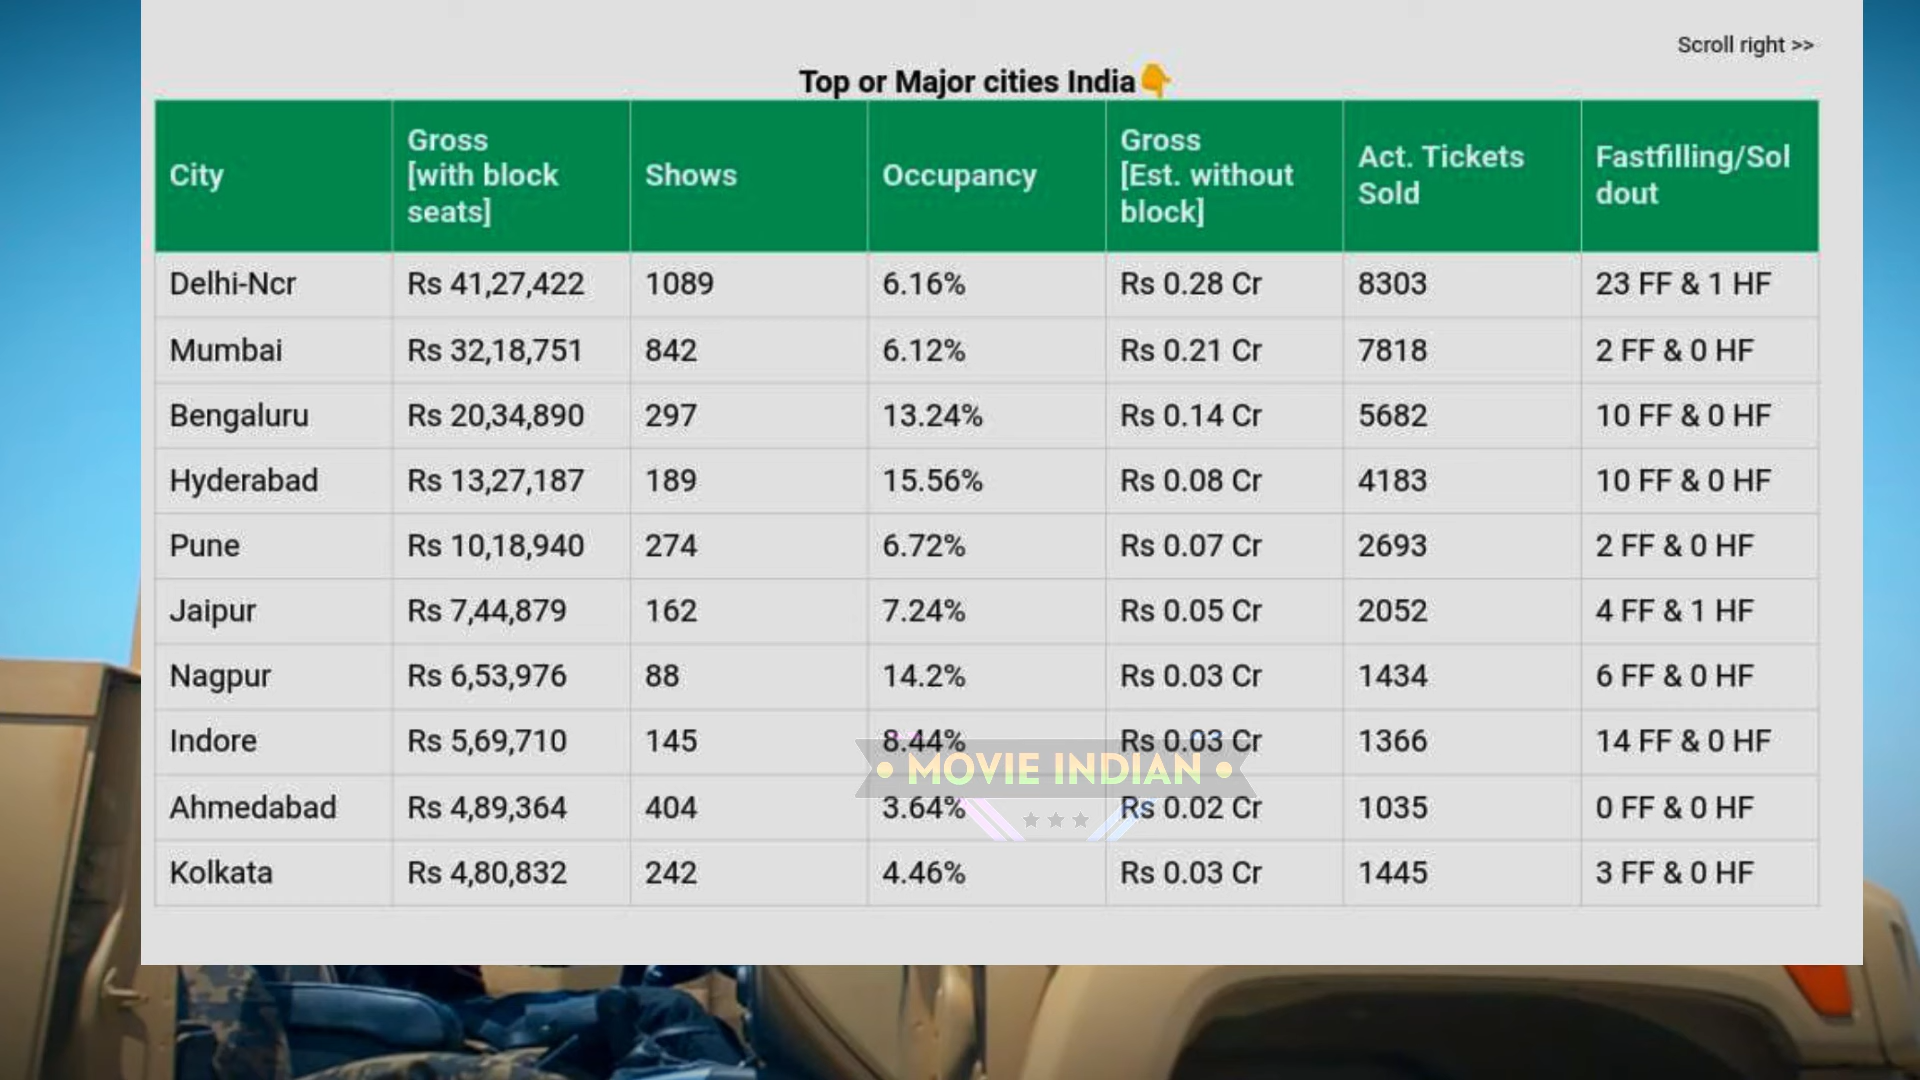 Scroll right >>
Top or Major cities India👇
City Gross [with block seats] Shows Occupancy Gross [Est. without block] Act. Tickets Sold Fastfilling/Soldout
Delhi-Ncr Rs 41,27,422 1089 6.16% Rs 0.28 Cr 8303 23 FF & 1 HF
Mumbai Rs 32,18,751 842 6.12% Rs 0.21 Cr 7818 2 FF & 0 HF
Bengaluru Rs 20,34,890 297 13.24% Rs 0.14 Cr 5682 10 FF & 0 HF
Hyderabad Rs 13,27,187 189 15.56% Rs 0.08 Cr 4183 10 FF & 0 HF
Pune Rs 10,18,940 274 6.72% Rs 0.07 Cr 2693 2 FF & 0 HF
Jaipur Rs 7,44,879 162 7.24% Rs 0.05 Cr 2052 4 FF & 1 HF
Nagpur Rs 6,53,976 88 14.2% Rs 0.03 Cr 1434 6 FF & 0 HF
Indore Rs 5,69,710 145 8.44% Rs 0.03 Cr 1366 14 FF & 0 HF
• MOVIE INDIAN •
Ahmedabad Rs 4,89,364 404 3.64% Rs 0.02 Cr 1035 0 FF & 0 HF
Kolkata Rs 4,80,832 242 4.46% Rs 0.03 Cr 1445 3 FF & 0 HF